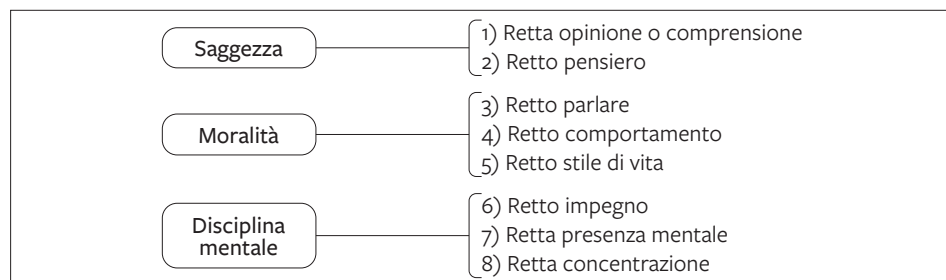 Saggezza
1) Retta opinione o comprensione
2) Retto pensiero
Moralità
3) Retto parlare
4) Retto comportamento
5) Retto stile di vita
Disciplina
mentale
6) Retto impegno
7) Retta presenza mentale
8) Retta concentrazione